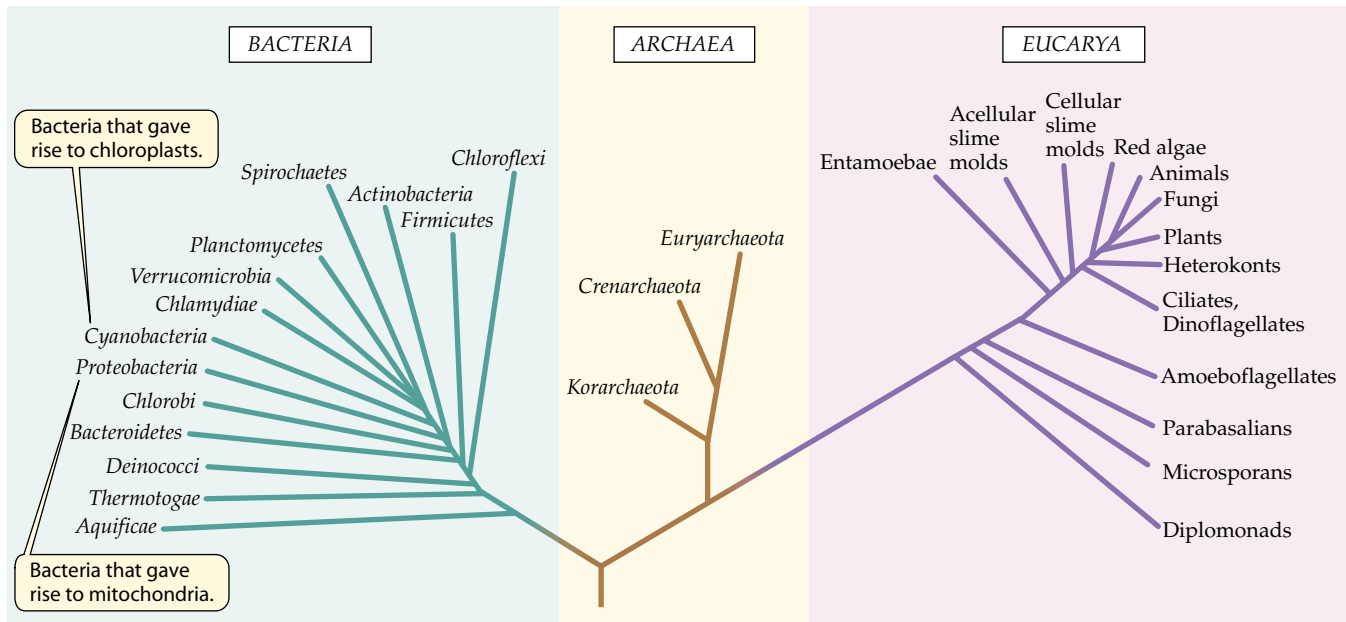 BACTERIA
ARCHAEA
EUCARYA
Bacteria that gave
rise to chloroplasts.
Spirochaetes
Chloroflexi
Actinobacteria
Firmicutes
Planctomycetes
Verrucomicrobia
Chlamydiae
Cyanobacteria
Proteobacteria
Chlorobi
Bacteroidetes
Deinococci
Thermotogae
Aquificae
Bacteria that gave
rise to mitochondria.
Euryarchaeota
Crenarchaeota
Korarchaeota
Entamoebae
Acellular
slime
molds
Cellular
slime
molds
Red algae
Animals
Fungi
Plants
Heterokonts
Ciliates,
Dinoflagellates
Amoeboflagellates
Parabasalians
Microsporans
Diplomonads